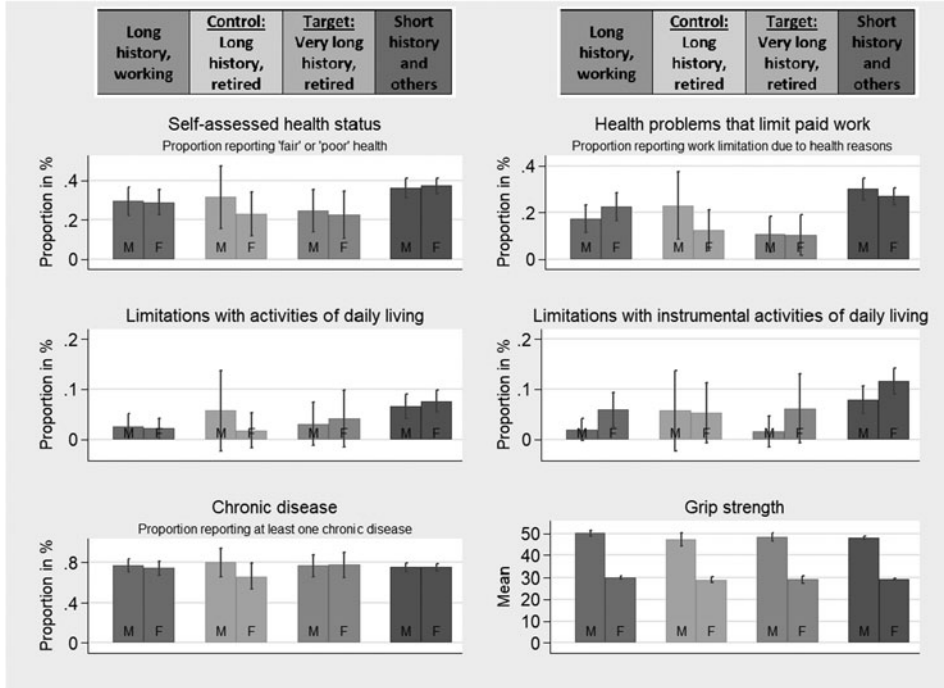 Long history, working
Control: Long history, retired
Target: Very long history, retired
Short history and others
Long history, working
Control: Long history, retired
Target: Very long history, retired
Short history and others
Self-assessed health status
Proportion reporting 'fair' or 'poor' health
Proportion in %
.4
.2
0
M F M F M F M F
Health problems that limit paid work
Proportion reporting work limitation due to health reasons
Proportion in %
.4
.2
0
M F M F M F M F
Limitations with activities of daily living
Proportion in %
.2
.1
0
M F M F M F M F
Limitations with instrumental activities of daily living
Proportion in %
.2
.1
0
M F M F M F M F
Chronic disease
Proportion reporting at least one chronic disease
Proportion in %
.8
.4
0
M F M F M F M F
Grip strength
Mean
50
40
30
20
10
0
M F M F M F M F